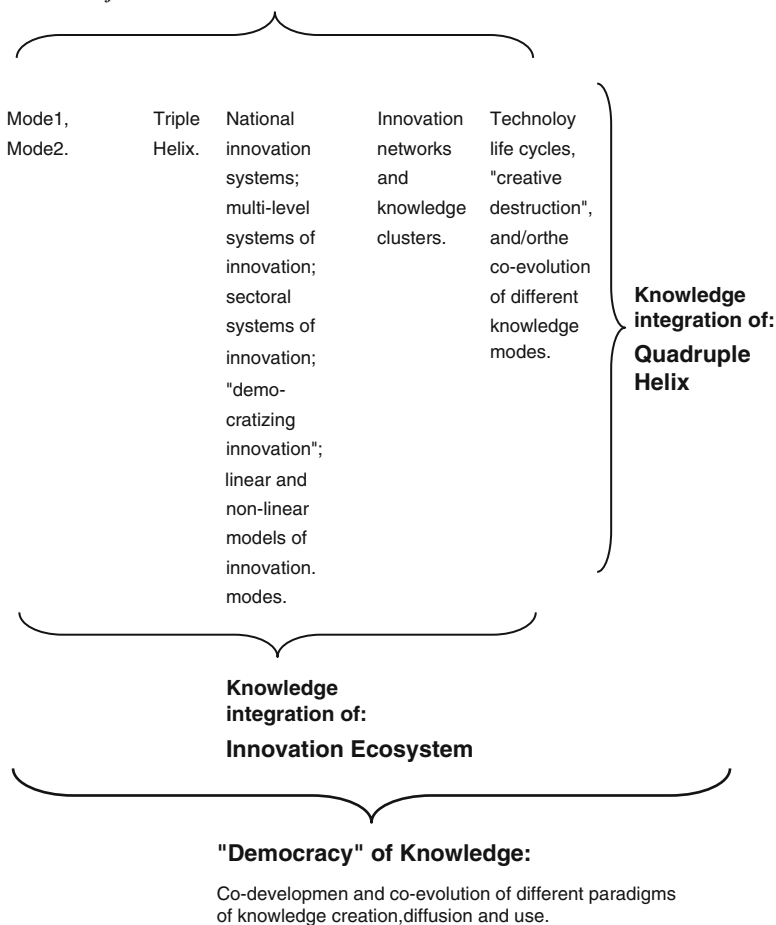 Mode1,
Mode2.
Triple
Helix.
National
innovation
systems;
multi-level
systems of
innovation;
sectoral
systems of
innovation;
"demo-
cratizing
innovation";
linear and
non-linear
models of
innovation.
modes.
Innovation
networks
and
knowledge
clusters.
Technoloy
life cycles,
"creative
destruction",
and/orthe
co-evolution
of different
knowledge
modes.
Knowledge
integration of:
Quadruple
Helix
Knowledge
integration of:
Innovation Ecosystem
"Democracy" of Knowledge:
Co-developmen and co-evolution of different paradigms
of knowledge creation,diffusion and use.